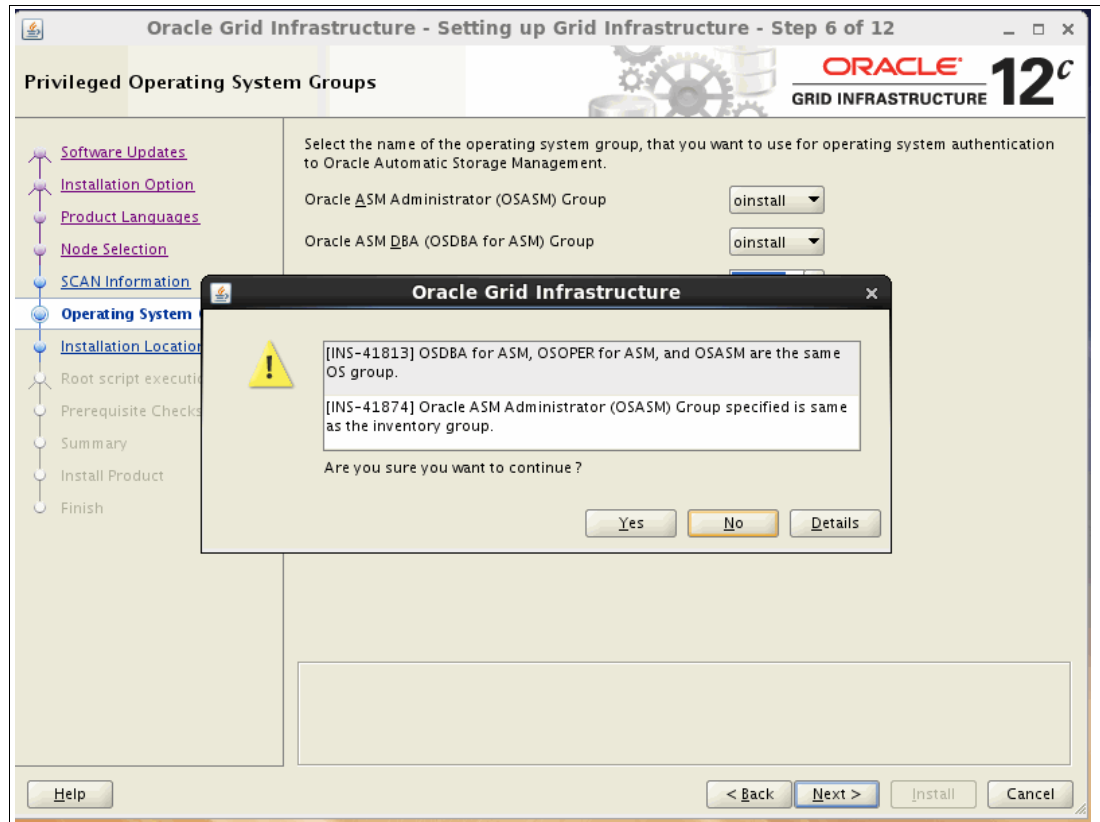 Oracle Grid Infrastructure - Setting up Grid Infrastructure - Step 6 of 12
Privileged Operating System Groups
ORACLE
GRID INFRASTRUCTURE
12c
Software Updates
Installation Option
Product Languages
Node Selection
SCAN Information
Operating System
Installation Location
Root script executio
Prerequisite Checks
Summary
Install Product
Finish
Select the name of the operating system group, that you want to use for operating system authentication
to Oracle Automatic Storage Management.
Oracle ASM Administrator (OSASM) Group
oinstall
Oracle ASM DBA (OSDBA for ASM) Group
oinstall
Oracle Grid Infrastructure
[INS-41813] OSDBA for ASM, OSOPER for ASM, and OSASM are the same
OS group.
[INS-41874] Oracle ASM Administrator (OSASM) Group specified is same
as the inventory group.
Are you sure you want to continue?
Yes
No
Details
Help
< Back
Next >
Install
Cancel